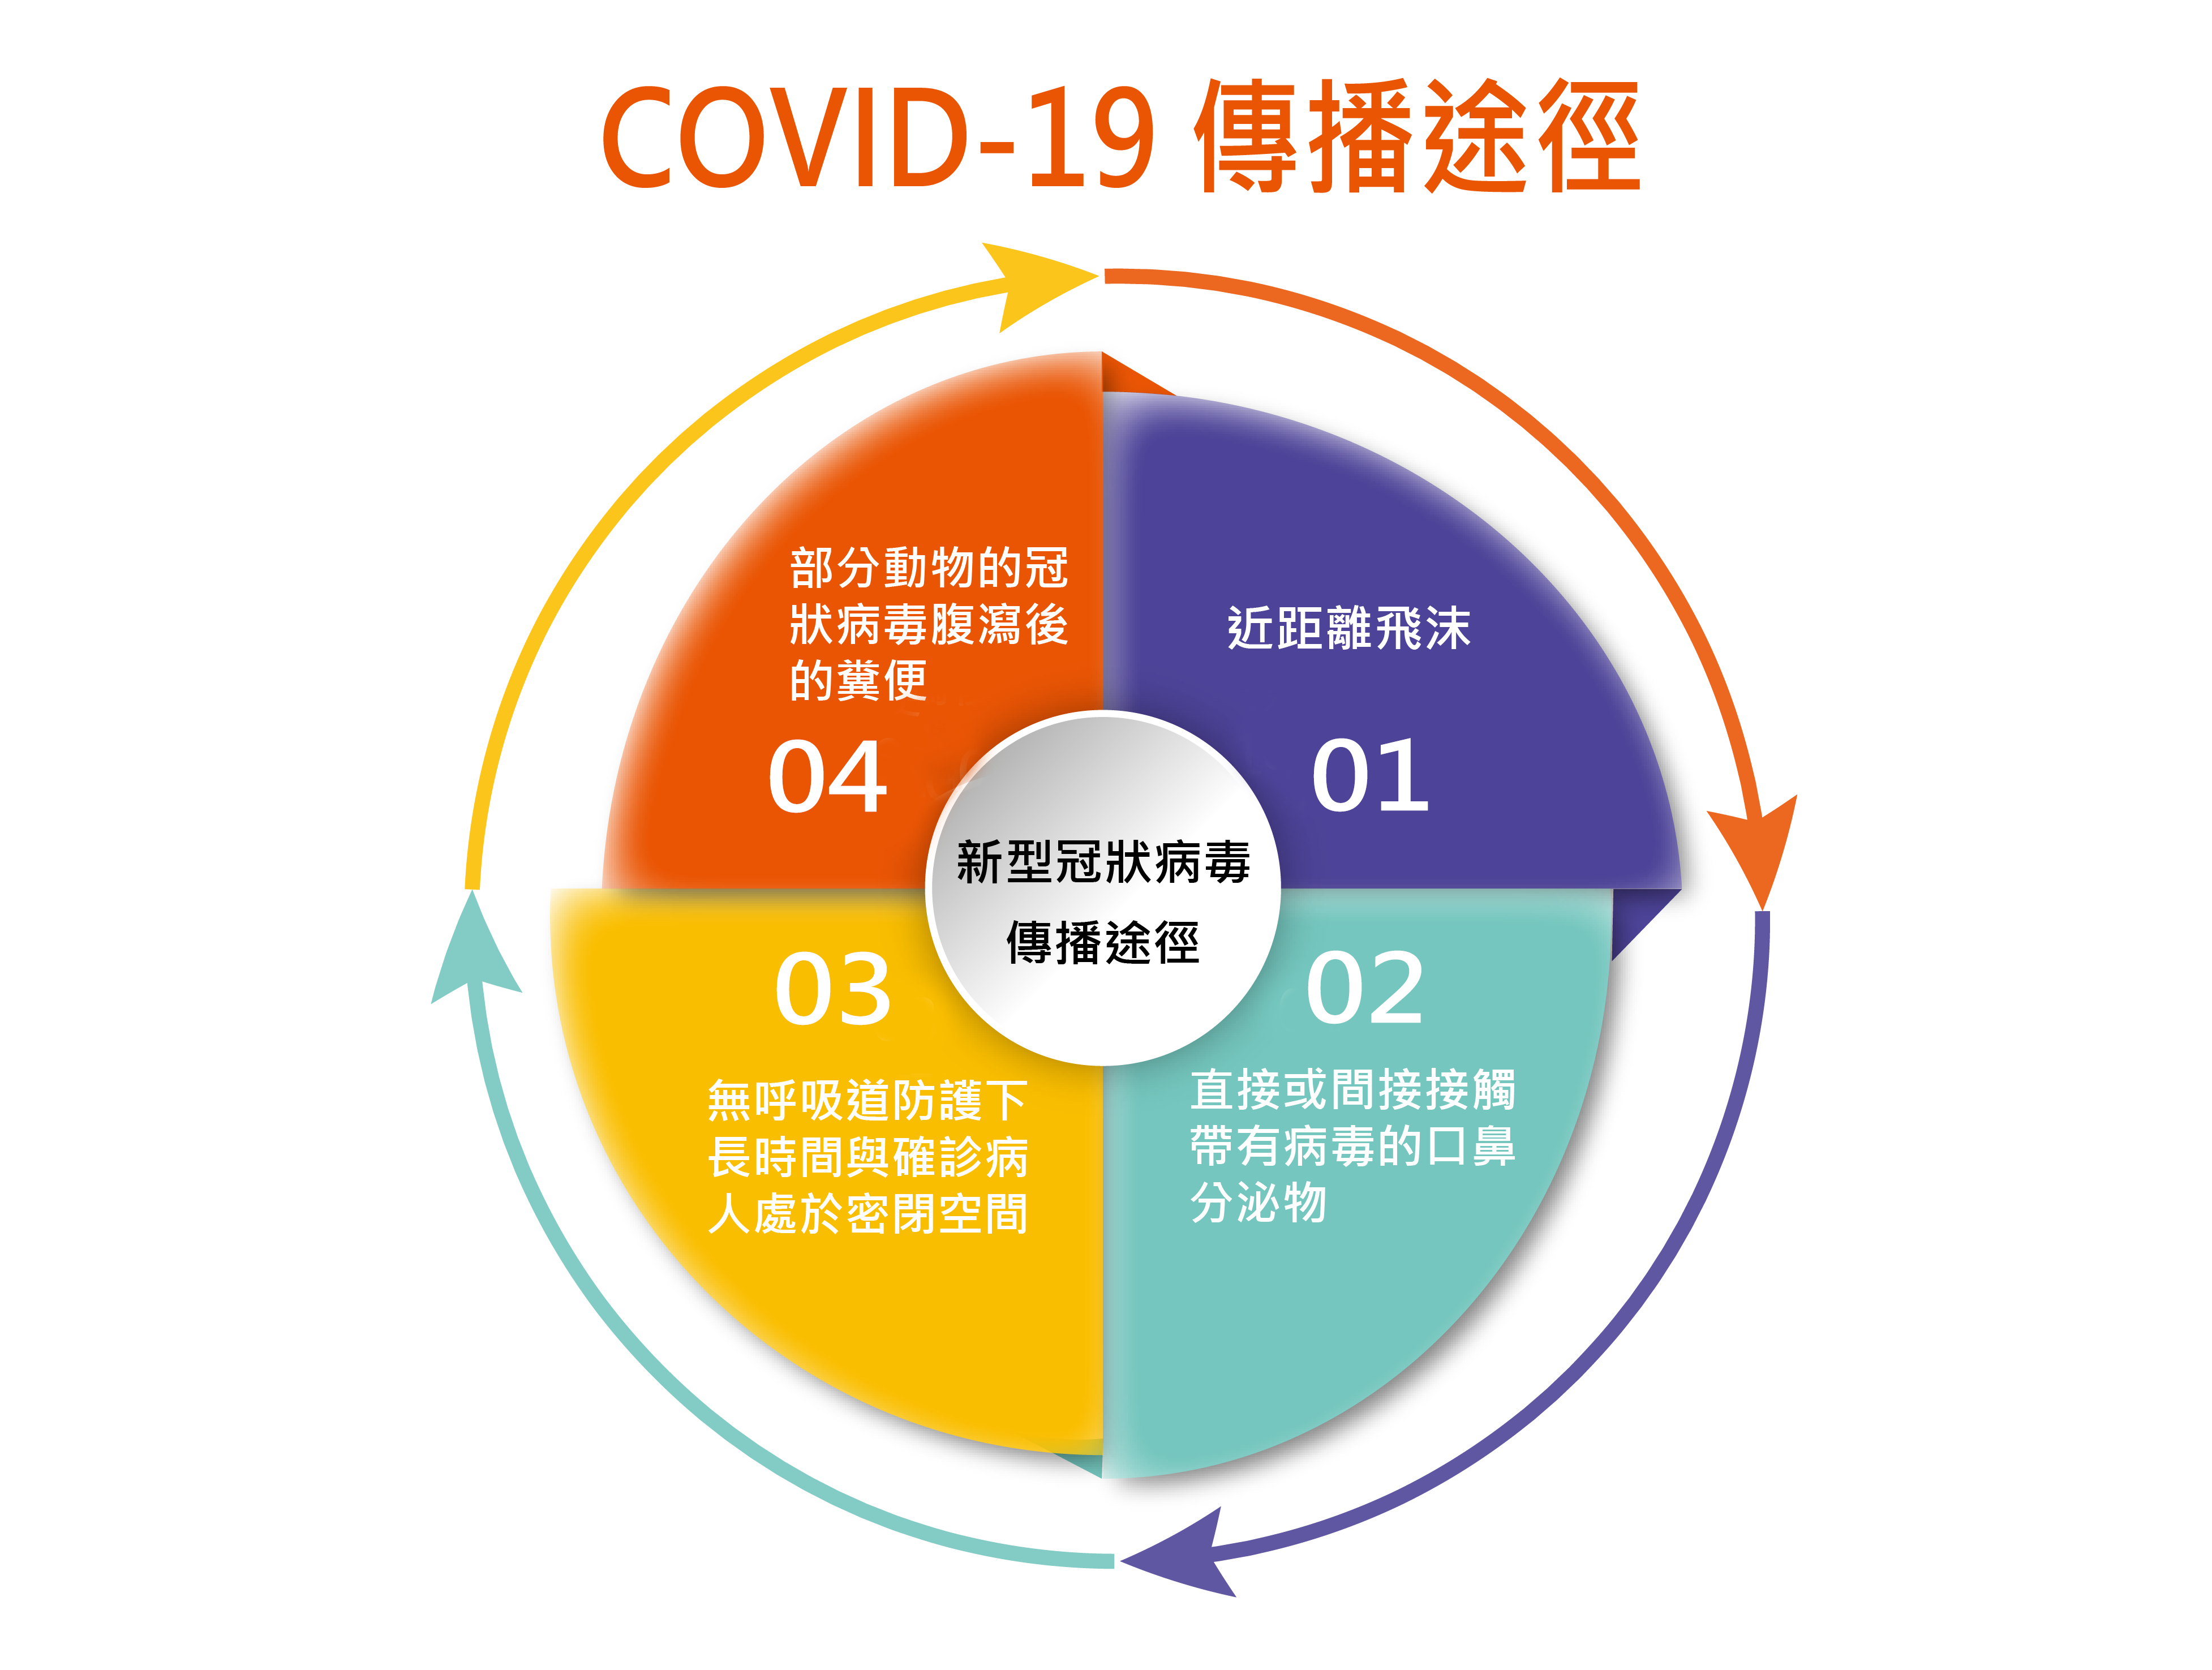 COVID-19 傳播途徑
部分動物的冠
狀病毒腹瀉後
的糞便
04
近距離飛沫
01
新型冠狀病毒
傳播途徑
03
無呼吸道防護下
長時間與確診病
人處於密閉空間
02
直接或間接接觸
帶有病毒的口鼻
分泌物